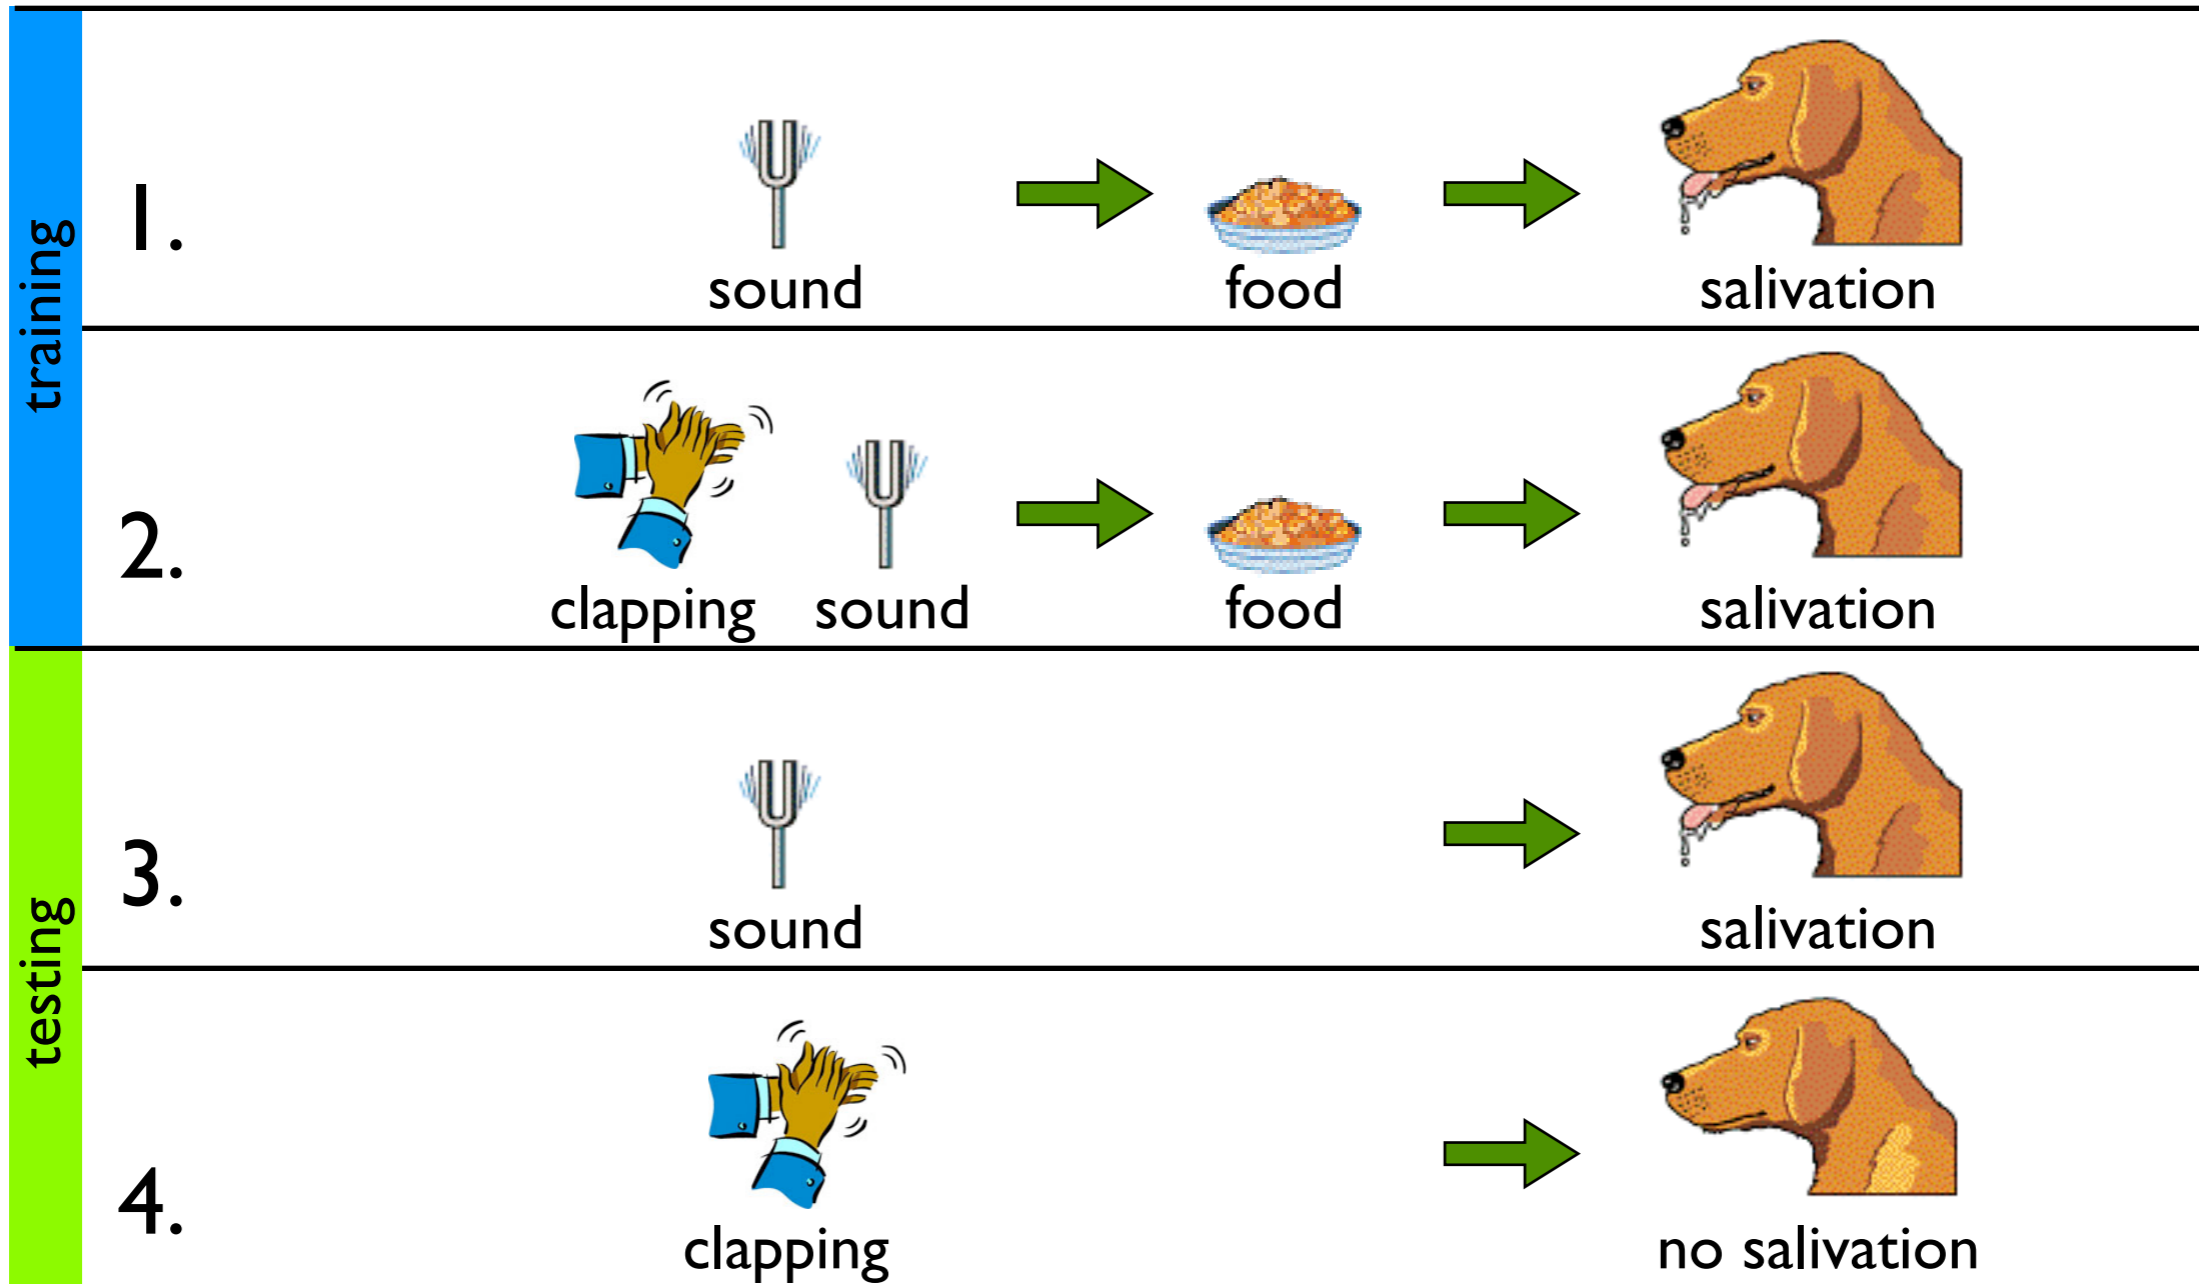 training
1.
sound
food
salivation
2.
clapping
sound
food
salivation
testing
3.
sound
salivation
4.
clapping
no salivation